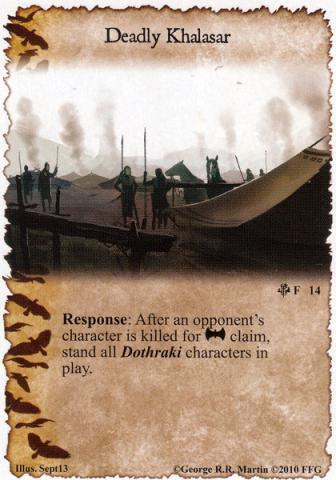 Deadly Khalasar
F 14
Response: After an opponent's
character is killed for claim,
stand all Dothraki characters in
play.
Illus. Sept13 ©George R.R. Martin ©2010 FFG